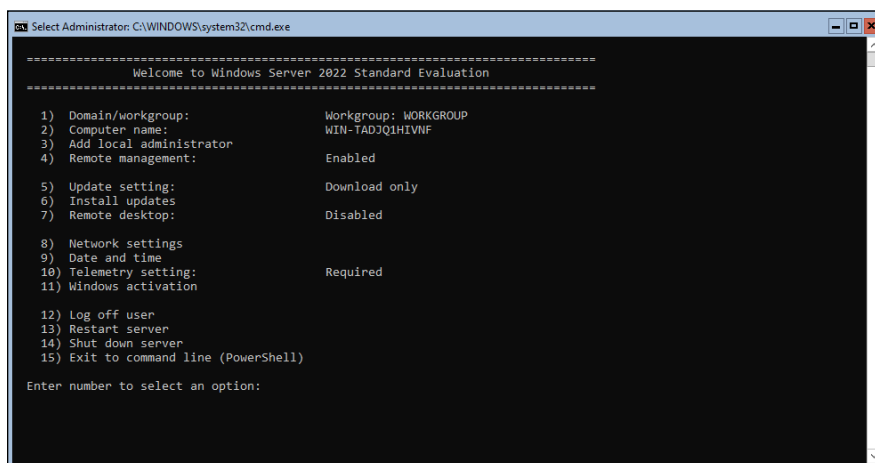 Select Administrator: C:\WINDOWS\system32\cmd.exe
================================================================================
Welcome to Windows Server 2022 Standard Evaluation
================================================================================
1) Domain/workgroup: Workgroup: WORKGROUP
2) Computer name: WIN-TADJQ1HIVNF
3) Add local administrator
4) Remote management: Enabled
5) Update setting: Download only
6) Install updates
7) Remote desktop: Disabled
8) Network settings
9) Date and time
10) Telemetry setting: Required
11) Windows activation
12) Log off user
13) Restart server
14) Shut down server
15) Exit to command line (PowerShell)
Enter number to select an option: